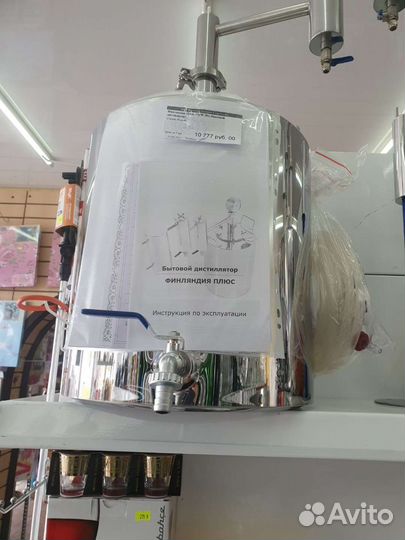 10 777 руб. 00
Бытовой дистиллятор
ФИНЛЯНДИЯ ПЛЮС
Инструкция по эксплуатации
Avito